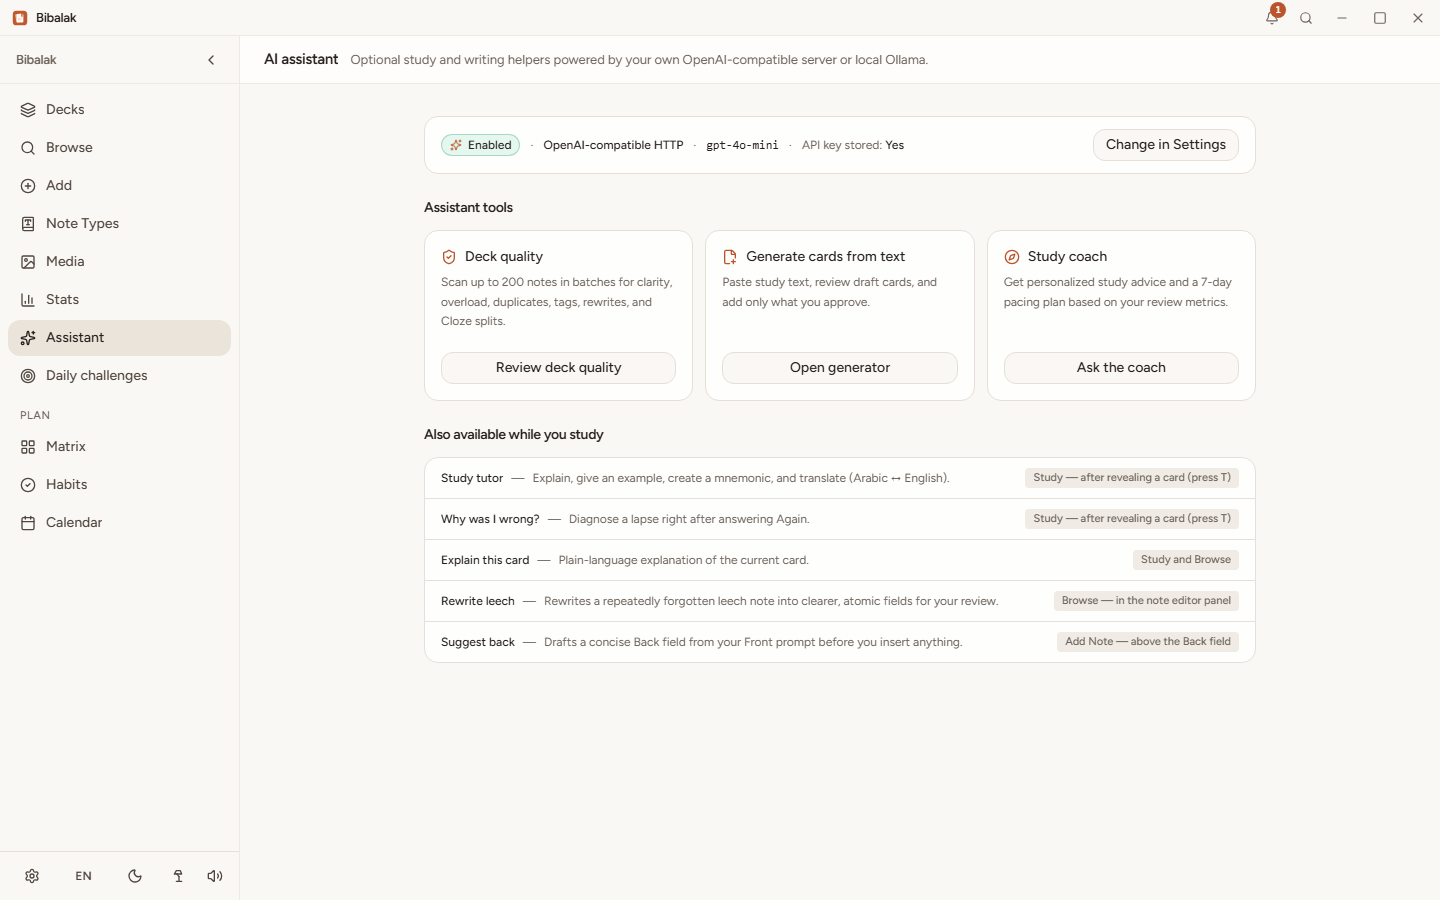 Bibalak
1
Bibalak
AI assistant Optional study and writing helpers powered by your own OpenAI-compatible server or local Ollama.
Decks
Browse
Add
Note Types
Media
Stats
Assistant
Daily challenges
PLAN
Matrix
Habits
Calendar
EN
Enabled · OpenAI-compatible HTTP · gpt-4o-mini · API key stored: Yes
Change in Settings
Assistant tools
Deck quality
Scan up to 200 notes in batches for clarity,
overload, duplicates, tags, rewrites, and
Cloze splits.
Review deck quality
Generate cards from text
Paste study text, review draft cards, and
add only what you approve.
Open generator
Study coach
Get personalized study advice and a 7-day
pacing plan based on your review metrics.
Ask the coach
Also available while you study
Study tutor — Explain, give an example, create a mnemonic, and translate (Arabic ↔ English). Study — after revealing a card (press T)
Why was I wrong? — Diagnose a lapse right after answering Again. Study — after revealing a card (press T)
Explain this card — Plain-language explanation of the current card. Study and Browse
Rewrite leech — Rewrites a repeatedly forgotten leech note into clearer, atomic fields for your review. Browse — in the note editor panel
Suggest back — Drafts a concise Back field from your Front prompt before you insert anything. Add Note — above the Back field